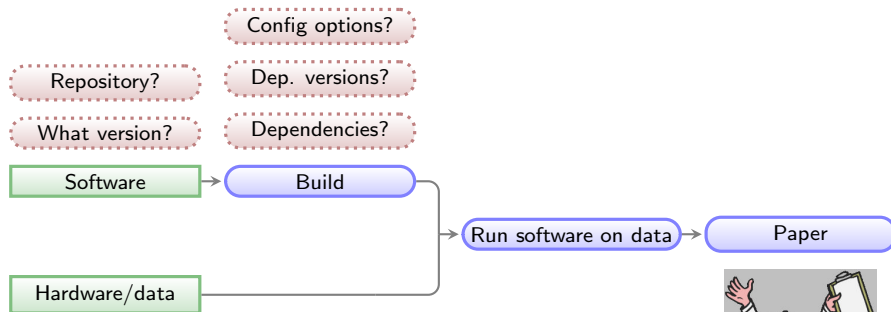 Config options?
Repository?
Dep. versions?
What version?
Dependencies?
Software
Build
Run software on data
Paper
Hardware/data